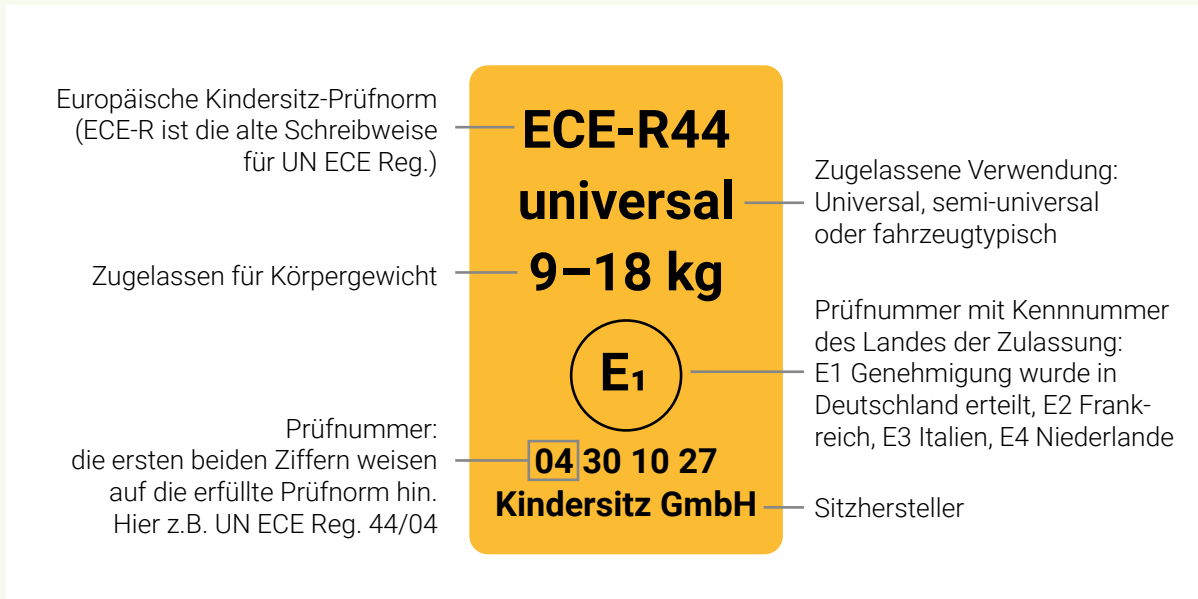 Europäische Kindersitz-Prüfnorm
(ECE-R ist die alte Schreibweise
für UN ECE Reg.)
Zugelassen für Körpergewicht
Prüfnummer:
die ersten beiden Ziffern weisen
auf die erfüllte Prüfnorm hin.
Hier z.B. UN ECE Reg. 44/04
ECE-R44
universal
9–18 kg
E1
04 30 10 27
Kindersitz GmbH
Zugelassene Verwendung:
Universal, semi-universal
oder fahrzeugtypisch
Prüfnummer mit Kennnummer
des Landes der Zulassung:
E1 Genehmigung wurde in
Deutschland erteilt, E2 Frank-
reich, E3 Italien, E4 Niederlande
Sitzhersteller